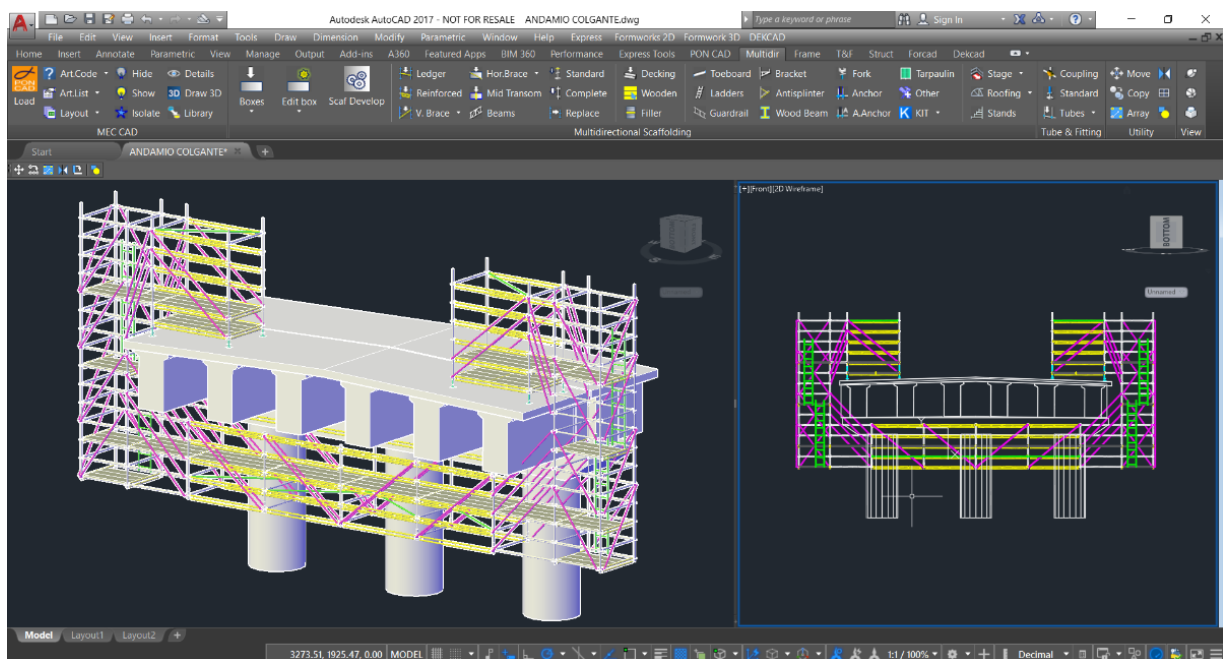 Autodesk AutoCAD 2017 - NOT FOR RESALE ANDAMIO COLGANTE.dwg
Type a keyword or phrase
Sign In
File Edit View Insert Format Tools Draw Dimension Modify Parametric Window Help Express Formworks 2D Formwork 3D DEKCAD
Home Insert Annotate Parametric View Manage Output Add-ins A360 Featured Apps BIM 360 Performance Express Tools PON CAD Multidir Frame T&F Struct Forcad Dekcad
? Art.Code Hide Details Ledger Hor.Brace Standard Decking Toeboard Bracket Fork Tarpaulin Stage Coupling Move
PON CAD Load Art.List Show 3D Draw 3D Boxes Edit box Scaf Develop Reinforced Mid Transom Complete Wooden Ladders Antisplinter Anchor Other Roofing Standard Copy
Layout Isolate Library V. Brace Beams Replace Filler Guardrail Wood Beam A.Anchor K KIT Stands Tubes Array
MEC CAD Multidirectional Scaffolding Tube & Fitting Utility View
Start ANDAMIO COLGANTE* +
[+][Front][2D Wireframe]
BOTTOM
Unnamed
Model Layout1 Layout2 +
3273.51, 1925.47, 0.00 MODEL 1:1 / 100% Decimal